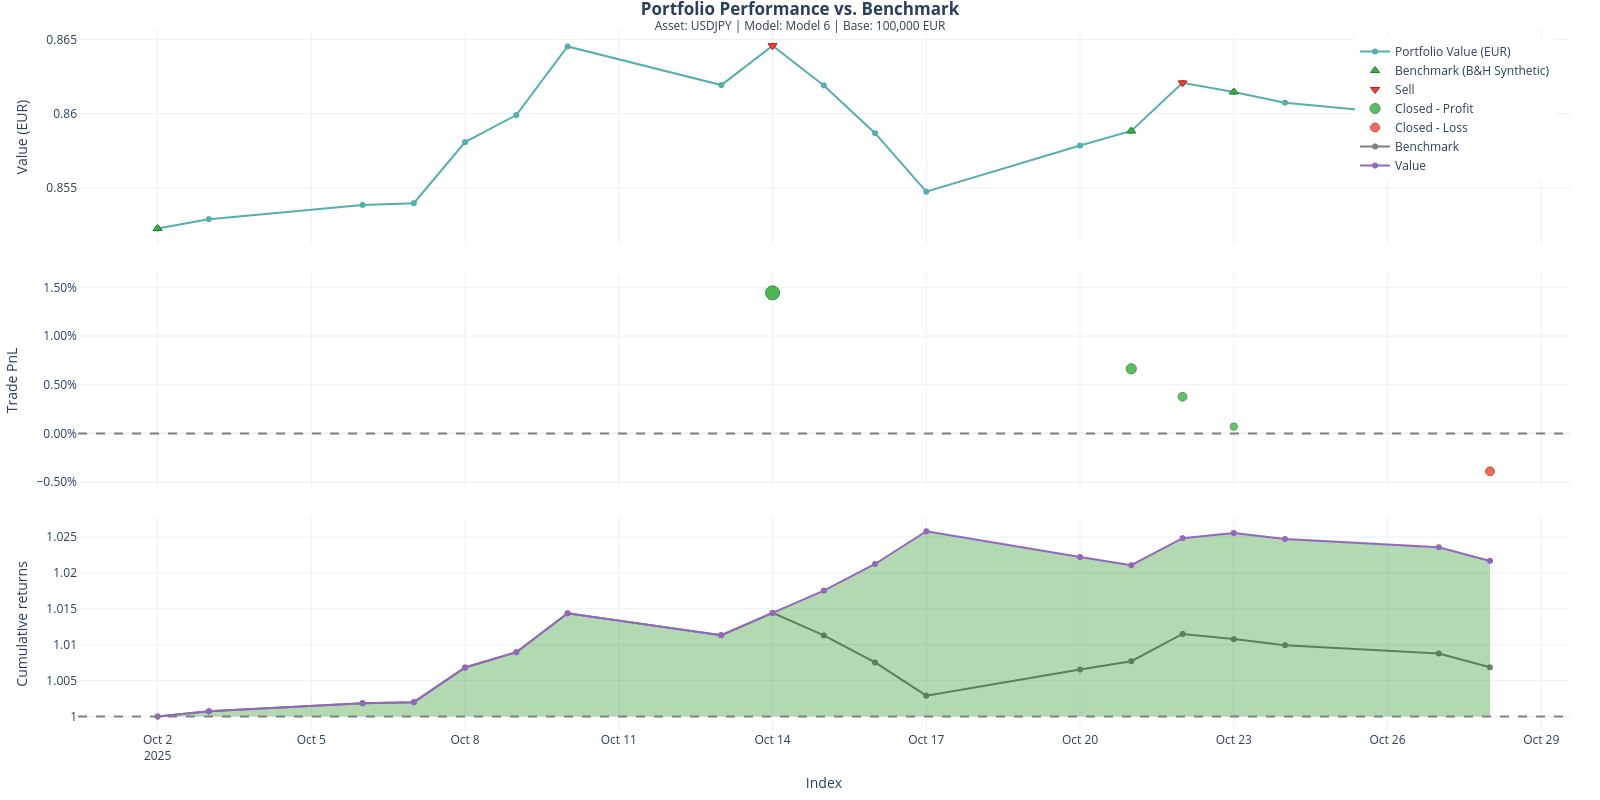 Portfolio Performance vs. Benchmark
Asset: USDJPY | Model: Model 6 | Base: 100,000 EUR
Value (EUR)
0.865
0.86
0.855
Portfolio Value (EUR)
Benchmark (B&H Synthetic)
Sell
Closed - Profit
Closed - Loss
Benchmark
Value
Trade PnL
1.50%
1.00%
0.50%
0.00%
−0.50%
Cumulative returns
1.025
1.02
1.015
1.01
1.005
1
Oct 2
2025
Oct 5
Oct 8
Oct 11
Oct 14
Oct 17
Oct 20
Oct 23
Oct 26
Oct 29
Index